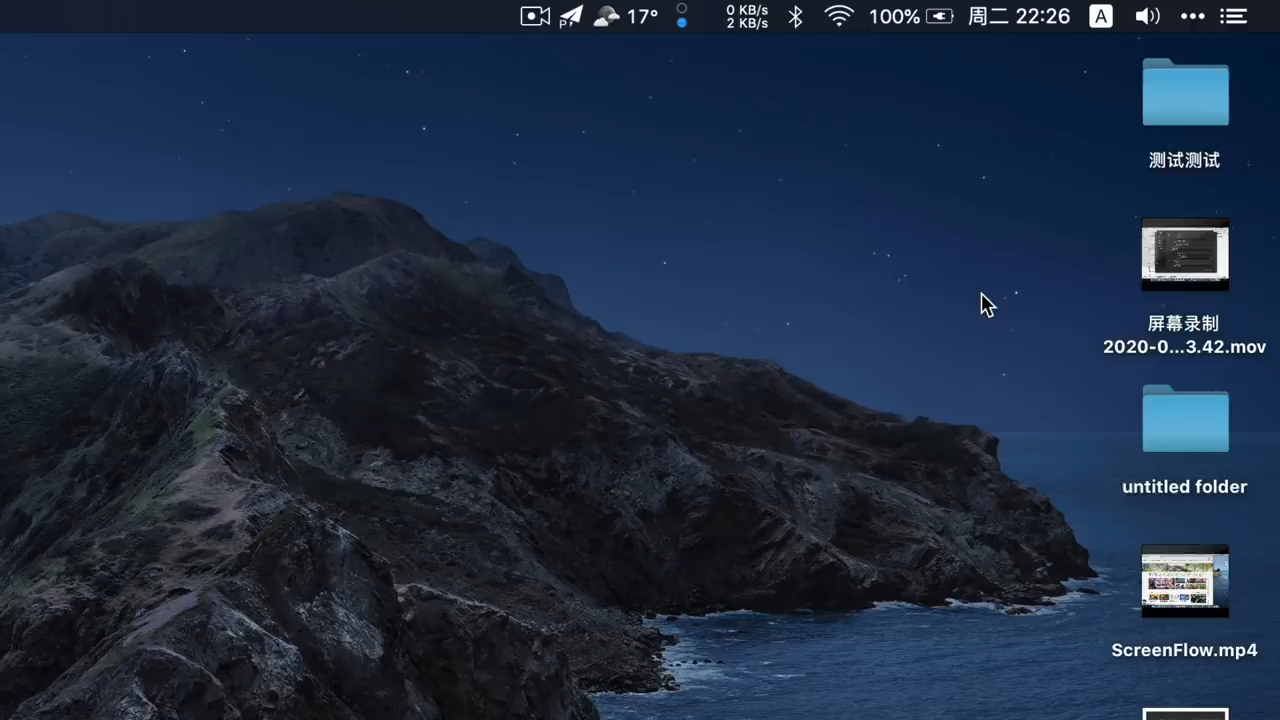 17°
0 KB/s
2 KB/s
100%
周二 22:26
A
测试测试
屏幕录制
2020-0...3.42.mov
untitled folder
ScreenFlow.mp4